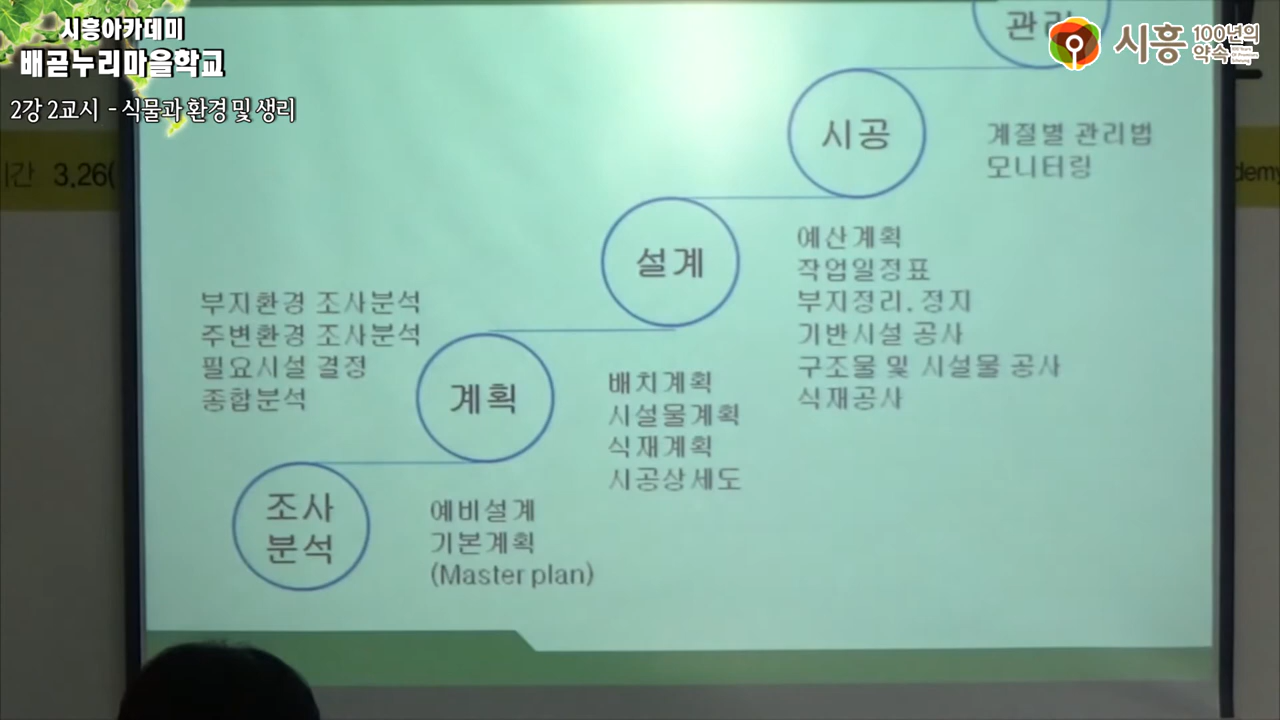 시흥아카데미
배곧누리마을학교
2강 2교시 - 식물과 환경 및 생리
시흥 100년의
약속
3.26(
관리
시공
계절별 관리법
모니터링
설계
예산계획
작업일정표
부지정리. 정지
기반시설 공사
구조물 및 시설물 공사
식재공사
부지환경 조사분석
주변환경 조사분석
필요시설 결정
종합분석
계획
배치계획
시설물계획
식재계획
시공상세도
조사
분석
예비설계
기본계획
(Master plan)